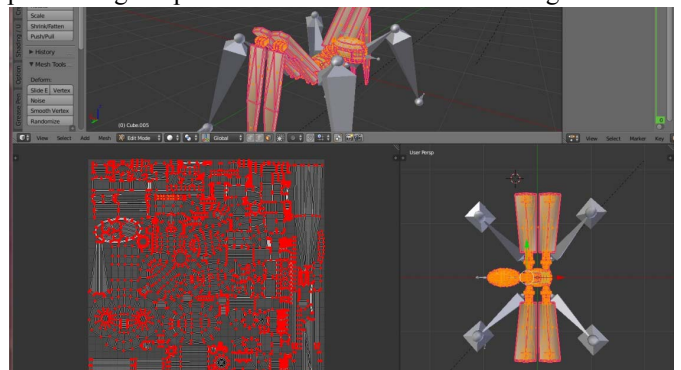 Scale
Shrink/Fatten
Push/Pull
History
Mesh Tools
Deform:
Slide E Vertex
Noise
Smooth Vertex
Randomize
(0) Cube.005
View Select Add Mesh Edit Mode Global
View Select Marker Key
User Persp